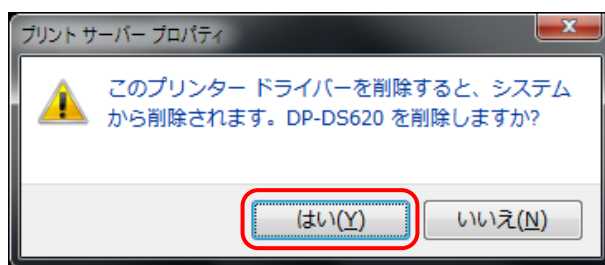 プリント サーバー プロパティ
このプリンター ドライバーを削除すると、システム
から削除されます。DP-DS620 を削除しますか?
はい(Y)
いいえ(N)